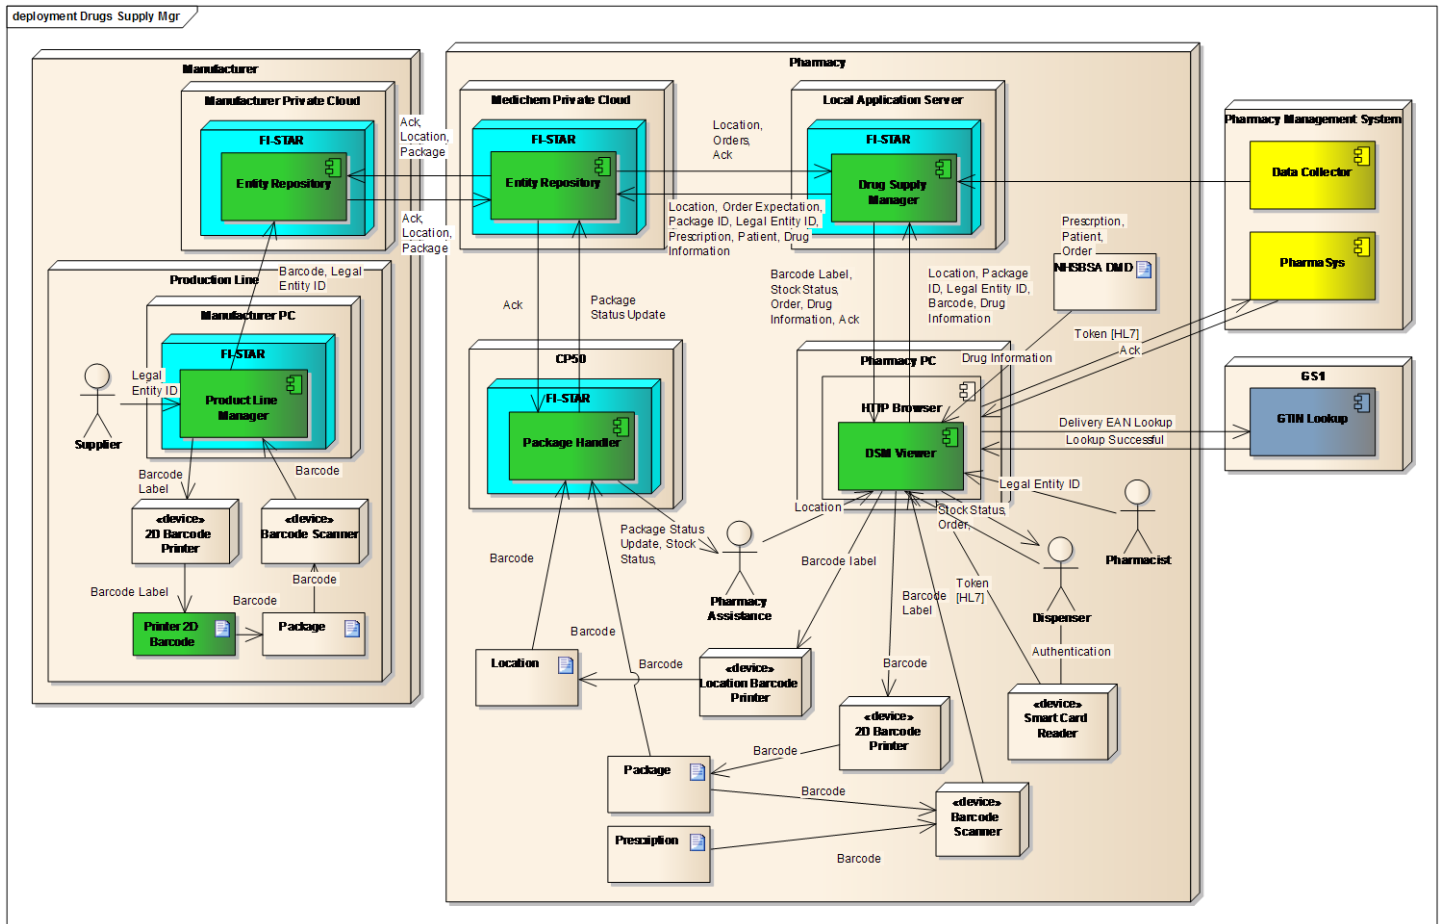 deployment Drugs Supply Mgr
Manufacturer
Manufacturer Private Cloud
FI-STAR
Entity Repository
Ack,
Location,
Package
Ack,
Location,
Package
Production Line
Barcode, Legal
Entity ID
Manufacturer PC
FI-STAR
Product Line
Manager
Legal
Entity ID
Supplier
Barcode
Label
Barcode
«device»
2D Barcode
Printer
«device»
Barcode Scanner
Barcode Label
Barcode
Barcode
Printer 2D
Barcode
Package
Pharmacy
Medichem Private Cloud
FI-STAR
Entity Repository
Location,
Orders,
Ack
Local Application Server
FI-STAR
Drug Supply
Manager
Location, Order Expectation,
Package ID, Legal Entity ID,
Prescription, Patient, Drug
Information
Ack
Package
Status Update
Barcode Label,
Stock Status,
Order, Drug
Information, Ack
Location, Package
ID, Legal Entity ID,
Barcode, Drug
Information
Prescrption,
Patient,
Order
NHSBSA DMD
Pharmacy Management System
Data Collector
PharmaSys
Token [HL7]
Ack
Drug Information
CP50
FI-STAR
Package Handler
Pharmacy PC
HTTP Browser
DSM Viewer
Delivery EAN Lookup
Lookup Successful
GS1
GTIN Lookup
Legal Entity ID
Location
Stock Status,
Order,
Package Status
Update, Stock
Status,
Pharmacy
Assistance
Pharmacist
Dispenser
Barcode
Barcode label
Barcode
Label
Token
[HL7]
Barcode
Authentication
Location
Barcode
«device»
Location Barcode
Printer
Barcode
«device»
2D Barcode
Printer
«device»
Smart Card
Reader
Barcode
Package
Barcode
«device»
Barcode
Scanner
Prescription
Barcode